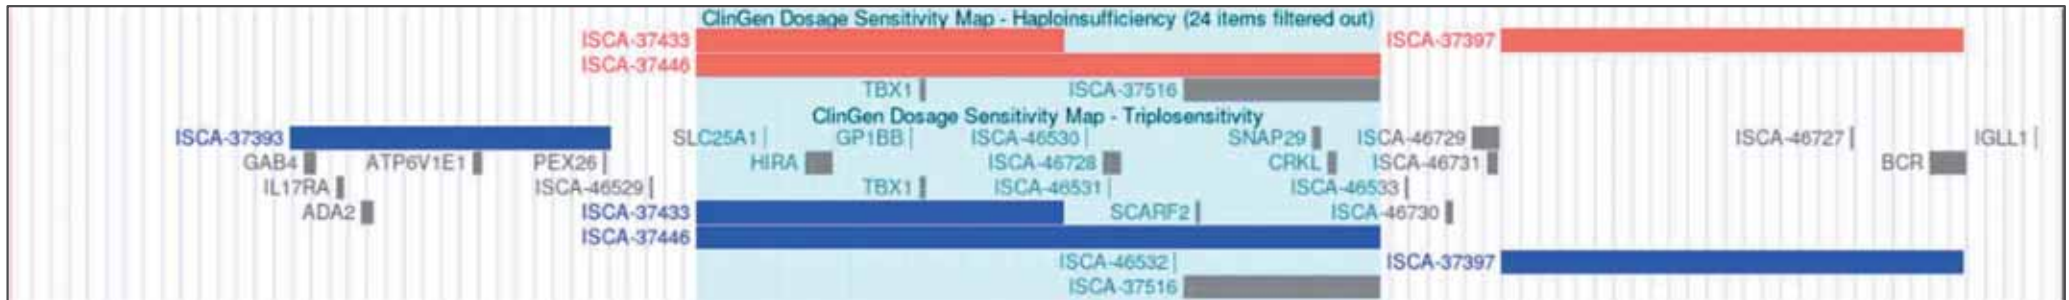 ClinGen Dosage Sensitivity Map - Haploinsufficiency (24 items filtered out)
ISCA-37433 ISCA-37397
ISCA-37446
TBX1 ISCA-37516
ClinGen Dosage Sensitivity Map - Triplosensitivity
ISCA-37393 SLC25A1 GP1BB ISCA-46530 SNAP29 ISCA-46729 ISCA-46727 IGLL1
GAB4 ATP6V1E1 PEX26 HIRA ISCA-46728 CRKL ISCA-46731 BCR
IL17RA ISCA-46529 TBX1 ISCA-46531 ISCA-46533
ADA2 ISCA-37433 SCARF2 ISCA-46730
ISCA-37446
ISCA-46532 ISCA-37397
ISCA-37516